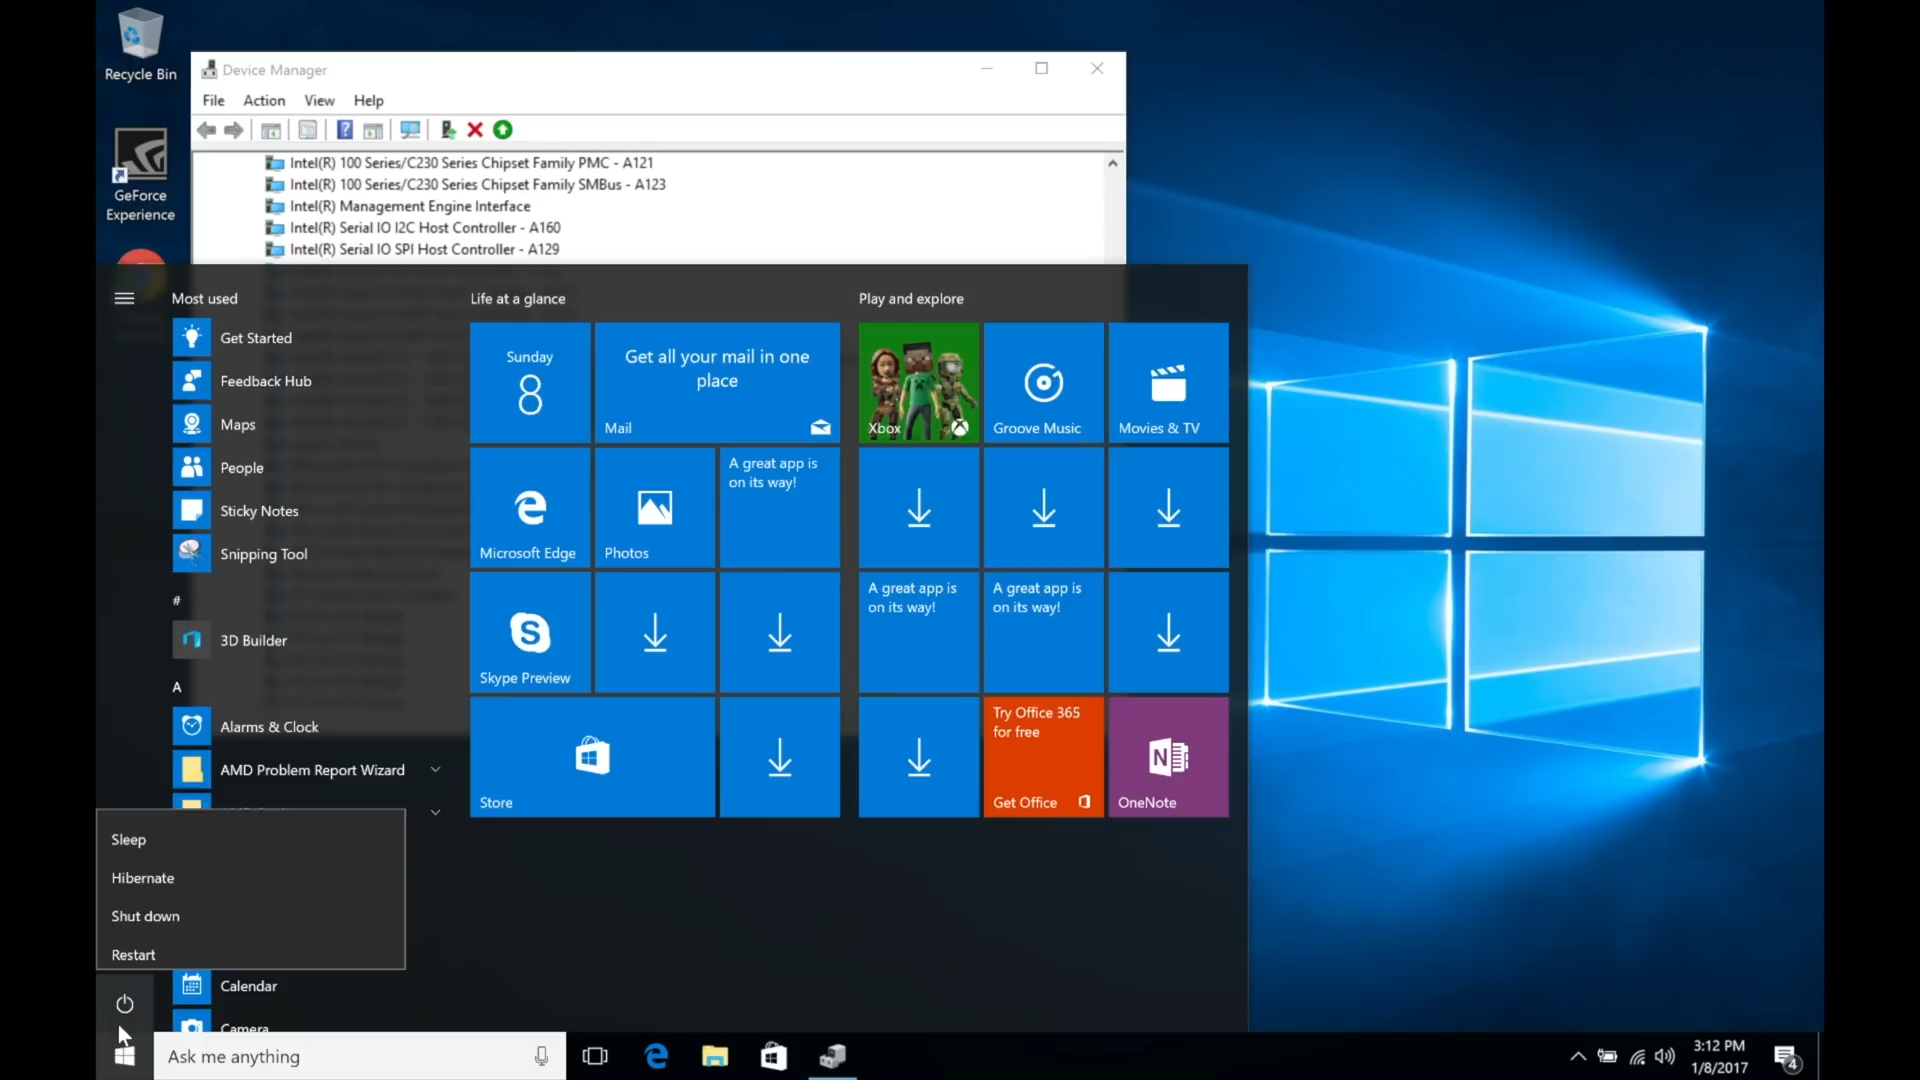 Recycle Bin
GeForce
Experience
Device Manager
File Action View Help
Intel(R) 100 Series/C230 Series Chipset Family PMC - A121
Intel(R) 100 Series/C230 Series Chipset Family SMBus - A123
Intel(R) Management Engine Interface
Intel(R) Serial IO I2C Host Controller - A160
Intel(R) Serial IO SPI Host Controller - A129
Most used
Get Started
Feedback Hub
Maps
People
Sticky Notes
Snipping Tool
#
3D Builder
A
Alarms & Clock
AMD Problem Report Wizard
Sleep
Hibernate
Shut down
Restart
Calendar
Camera
Life at a glance
Sunday
8
Get all your mail in one
place
Mail
Microsoft Edge
Photos
A great app is
on its way!
Skype Preview
Store
Play and explore
Xbox
Groove Music
Movies & TV
A great app is
on its way!
A great app is
on its way!
Try Office 365
for free
Get Office
OneNote
Ask me anything
3:12 PM
1/8/2017
4